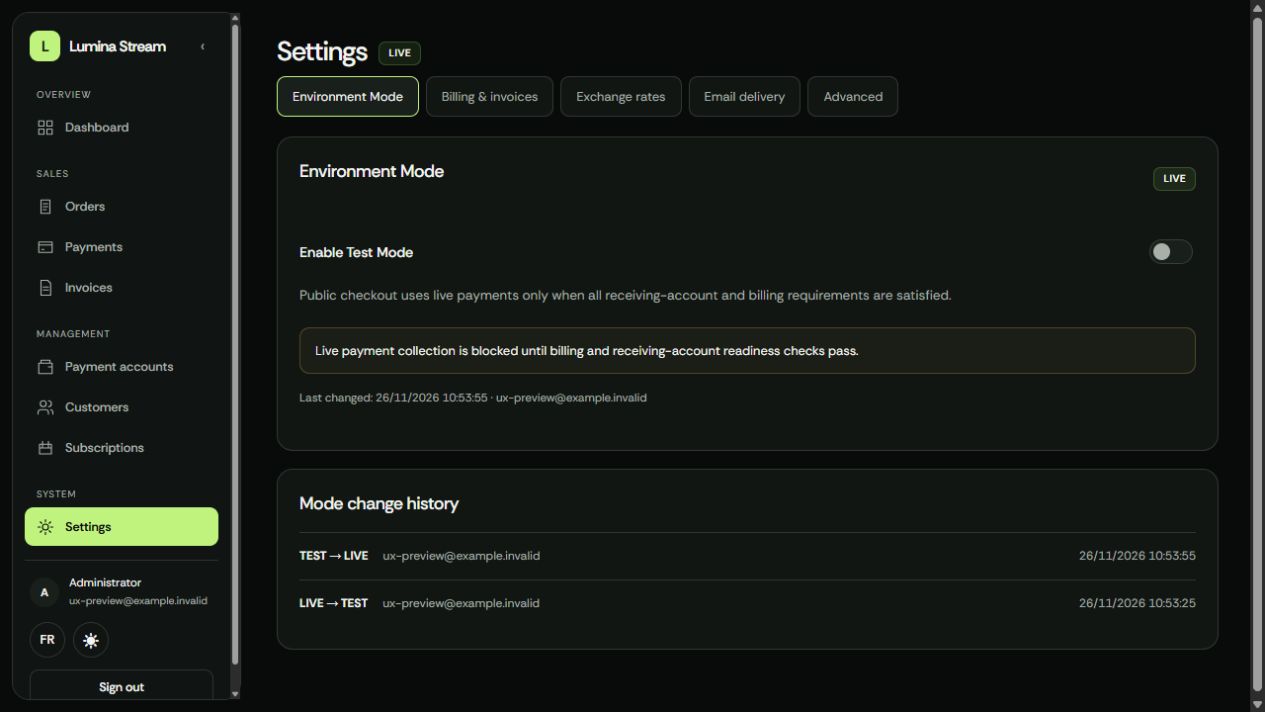 L Lumina Stream
OVERVIEW
Dashboard
SALES
Orders
Payments
Invoices
MANAGEMENT
Payment accounts
Customers
Subscriptions
SYSTEM
Settings
A
Administrator
ux-preview@example.invalid
FR
Sign out
Settings LIVE
Environment Mode Billing & invoices Exchange rates Email delivery Advanced
Environment Mode
LIVE
Enable Test Mode
Public checkout uses live payments only when all receiving-account and billing requirements are satisfied.
Live payment collection is blocked until billing and receiving-account readiness checks pass.
Last changed: 26/11/2026 10:53:55 · ux-preview@example.invalid
Mode change history
TEST → LIVE ux-preview@example.invalid 26/11/2026 10:53:55
LIVE → TEST ux-preview@example.invalid 26/11/2026 10:53:25